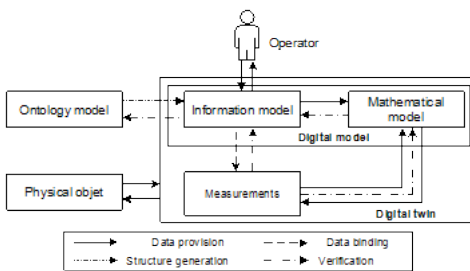 Operator
Ontology model
Information model
Mathematical
model
Digital model
Physical objet
Measurements
Digital twin
Data provision
Data binding
Structure generation
Verification